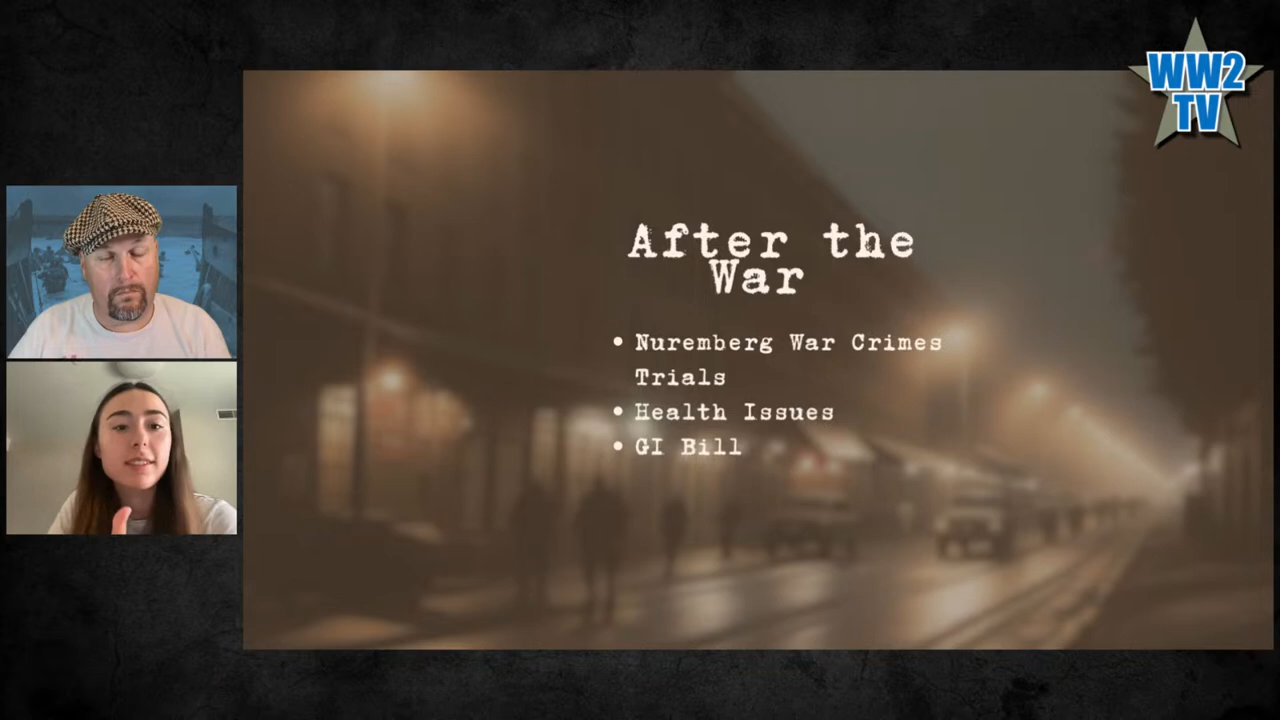 WW2
TV
After the
War
• Nuremberg War Crimes
Trials
• Health Issues
• GI Bill